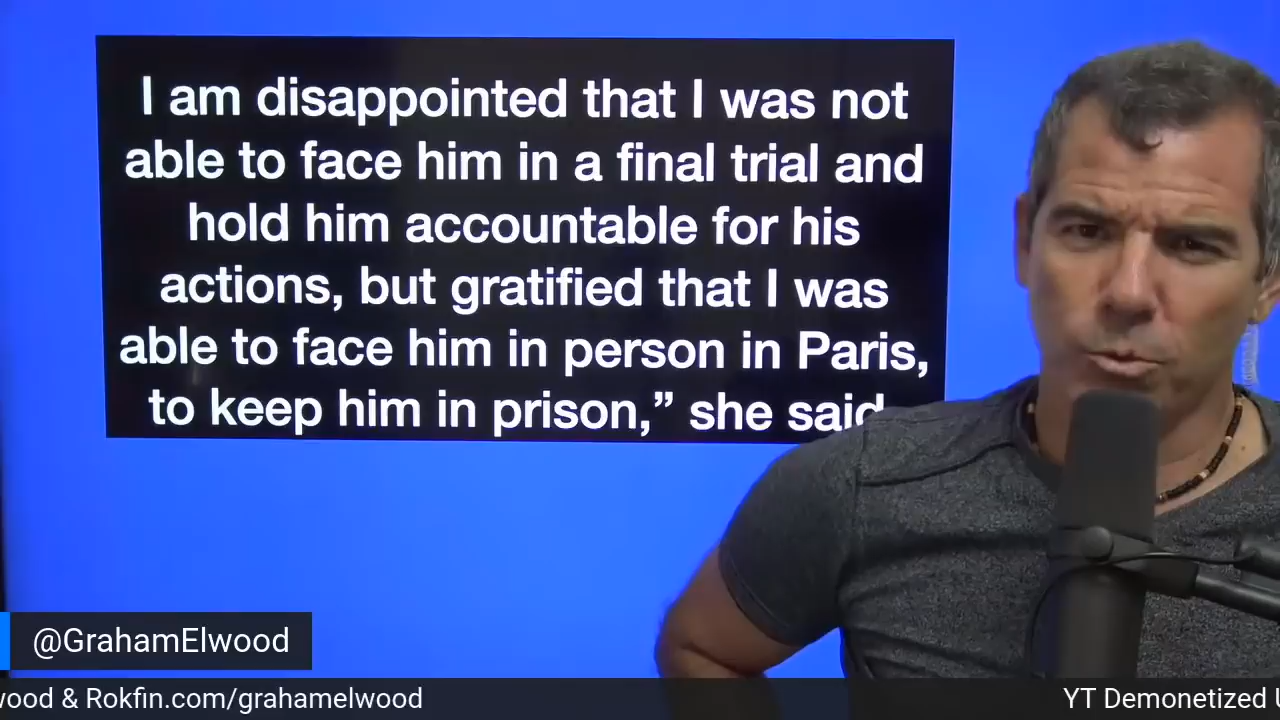 I am disappointed that I was not
able to face him in a final trial and
hold him accountable for his
actions, but gratified that I was
able to face him in person in Paris,
to keep him in prison,” she said
@GrahamElwood
wood & Rokfin.com/grahamelwood
YT Demonetized